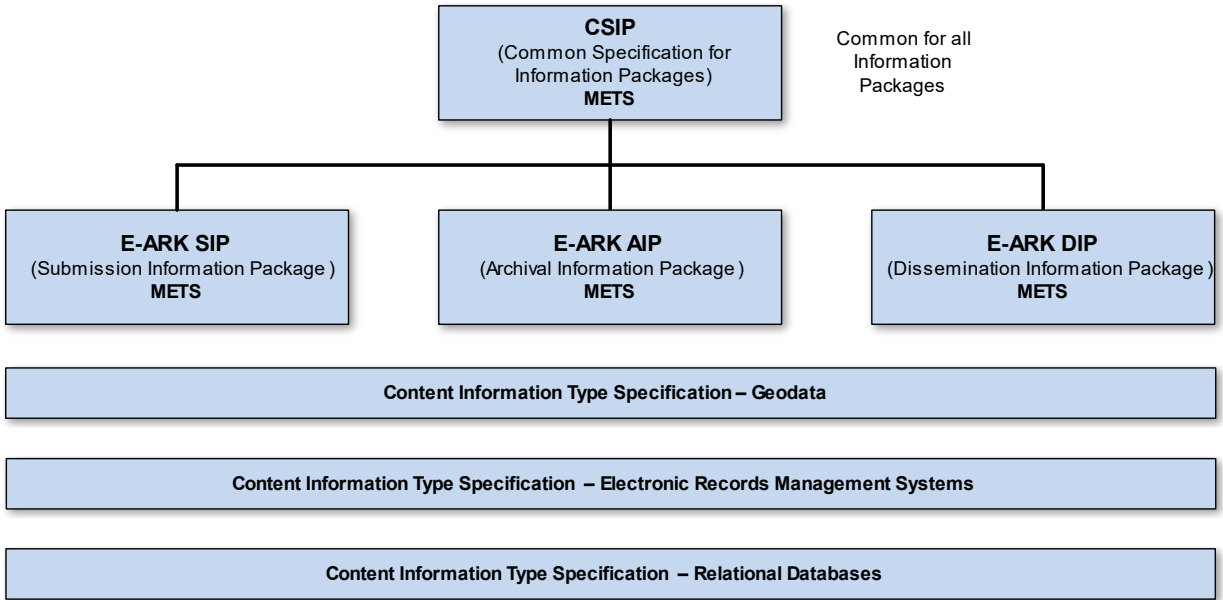 CSIP
(Common Specification for
Information Packages)
METS
Common for all
Information
Packages
E-ARK SIP
(Submission Information Package )
METS
E-ARK AIP
(Archival Information Package )
METS
E-ARK DIP
(Dissemination Information Package )
METS
Content Information Type Specification – Geodata
Content Information Type Specification – Electronic Records Management Systems
Content Information Type Specification – Relational Databases